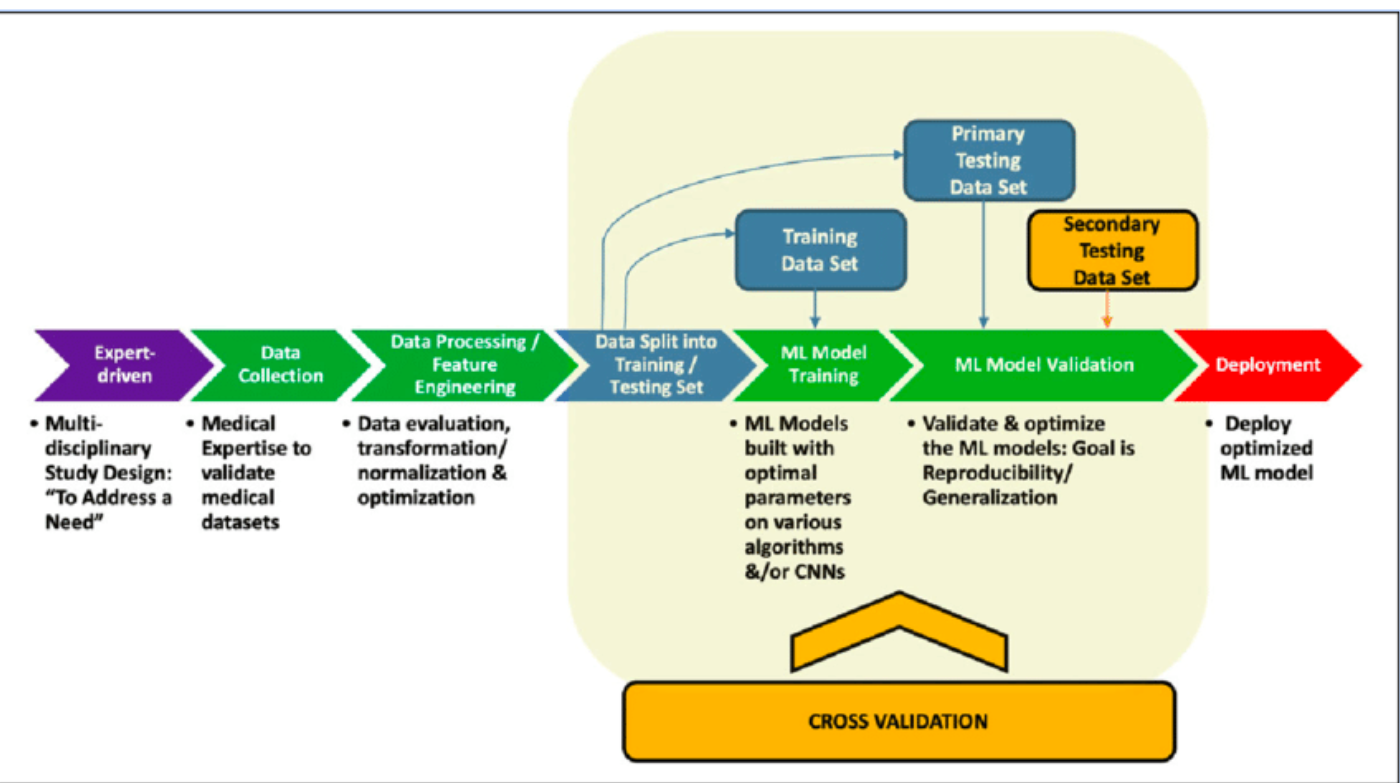 Primary
Testing
Data Set
Training
Data Set
Secondary
Testing
Data Set
Expert-
driven
Data
Collection
Data Processing /
Feature
Engineering
Data Split into
Training /
Testing Set
ML Model
Training
ML Model Validation
Deployment
• Multi-
disciplinary
Study Design:
“To Address a
Need”
• Medical
Expertise to
validate
medical
datasets
• Data evaluation,
transformation/
normalization &
optimization
• ML Models
built with
optimal
parameters
on various
algorithms
&/or CNNs
• Validate & optimize
the ML models: Goal is
Reproducibility/
Generalization
• Deploy
optimized
ML model
CROSS VALIDATION